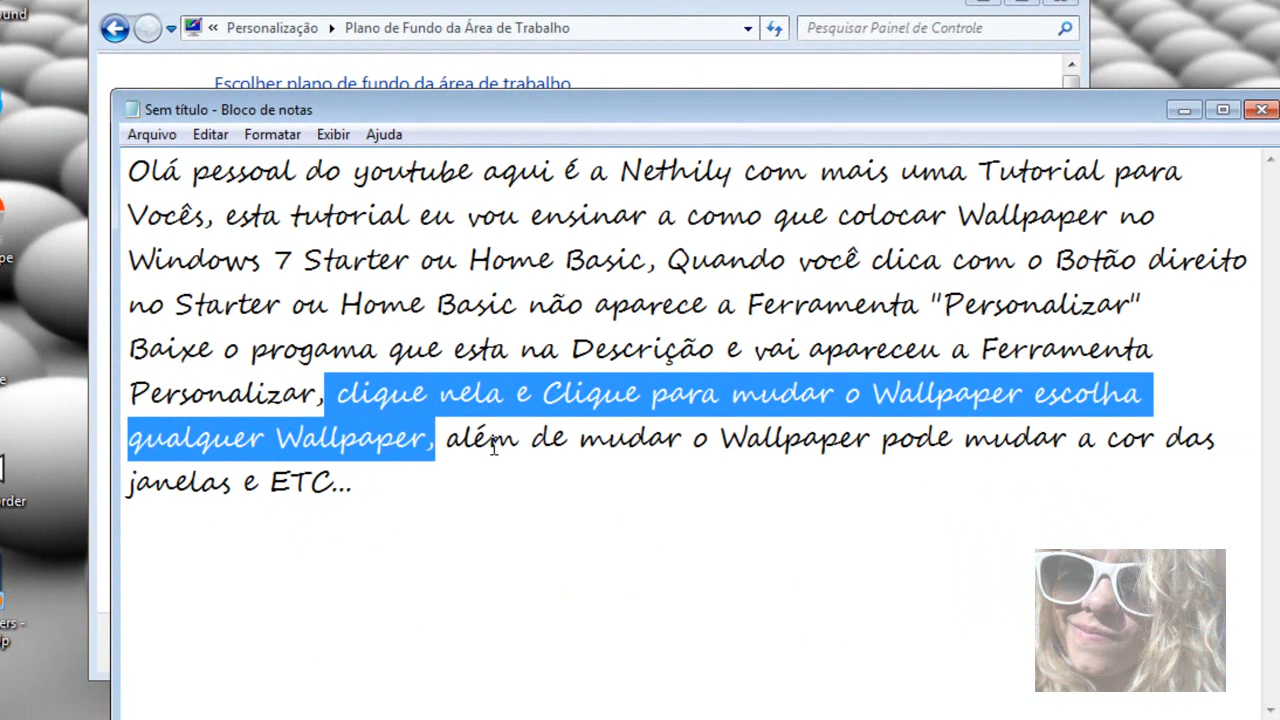 ound
Personalização
Plano de Fundo da Área de Trabalho
Pesquisar Painel de Controle
Escolher plano de fundo da área de trabalho
Sem título - Bloco de notas
Arquivo Editar Formatar Exibir Ajuda
Olá pessoal do youtube aqui é a Nethily com mais uma Tutorial para
Vocês, esta tutorial eu vou ensinar a como que colocar Wallpaper no
Windows 7 Starter ou Home Basic, Quando você clica com o Botão direito
no Starter ou Home Basic não aparece a Ferramenta "Personalizar"
Baixe o progama que esta na Descrição e vai apareceu a Ferramenta
Personalizar, clique nela e Clique para mudar o Wallpaper escolha
qualquer Wallpaper, além de mudar o Wallpaper pode mudar a cor das
janelas e ETC...
pe
e
order
ers -
lp